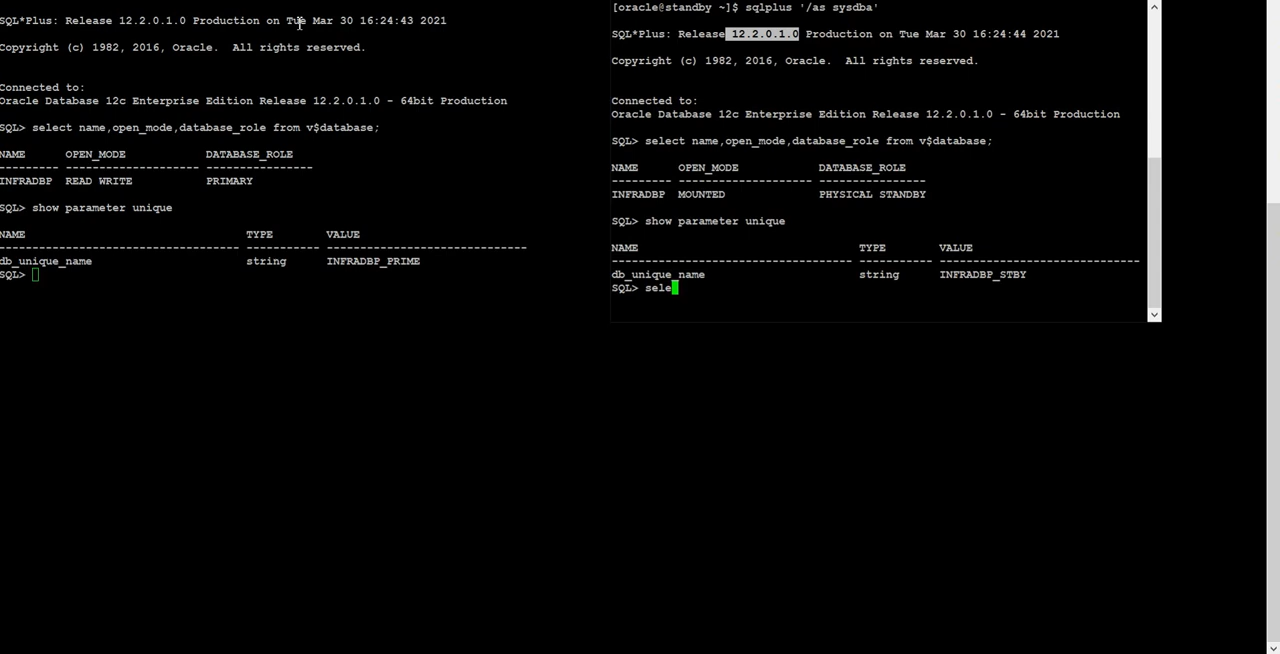 SQL*Plus: Release 12.2.0.1.0 Production on Tue Mar 30 16:24:43 2021
Copyright (c) 1982, 2016, Oracle.  All rights reserved.
Connected to:
Oracle Database 12c Enterprise Edition Release 12.2.0.1.0 - 64bit Production
SQL> select name,open_mode,database_role from v$database;
NAME      OPEN_MODE            DATABASE_ROLE
--------- -------------------- ----------------
INFRADBP  READ WRITE           PRIMARY
SQL> show parameter unique
NAME                                 TYPE        VALUE
------------------------------------ ----------- ------------------------------
db_unique_name                       string      INFRADBP_PRIME
SQL>
[oracle@standby ~]$ sqlplus '/as sysdba'
SQL*Plus: Release 12.2.0.1.0 Production on Tue Mar 30 16:24:44 2021
Copyright (c) 1982, 2016, Oracle.  All rights reserved.
Connected to:
Oracle Database 12c Enterprise Edition Release 12.2.0.1.0 - 64bit Production
SQL> select name,open_mode,database_role from v$database;
NAME      OPEN_MODE            DATABASE_ROLE
--------- -------------------- ----------------
INFRADBP  MOUNTED              PHYSICAL STANDBY
SQL> show parameter unique
NAME                                 TYPE        VALUE
------------------------------------ ----------- ------------------------------
db_unique_name                       string      INFRADBP_STBY
SQL> sele